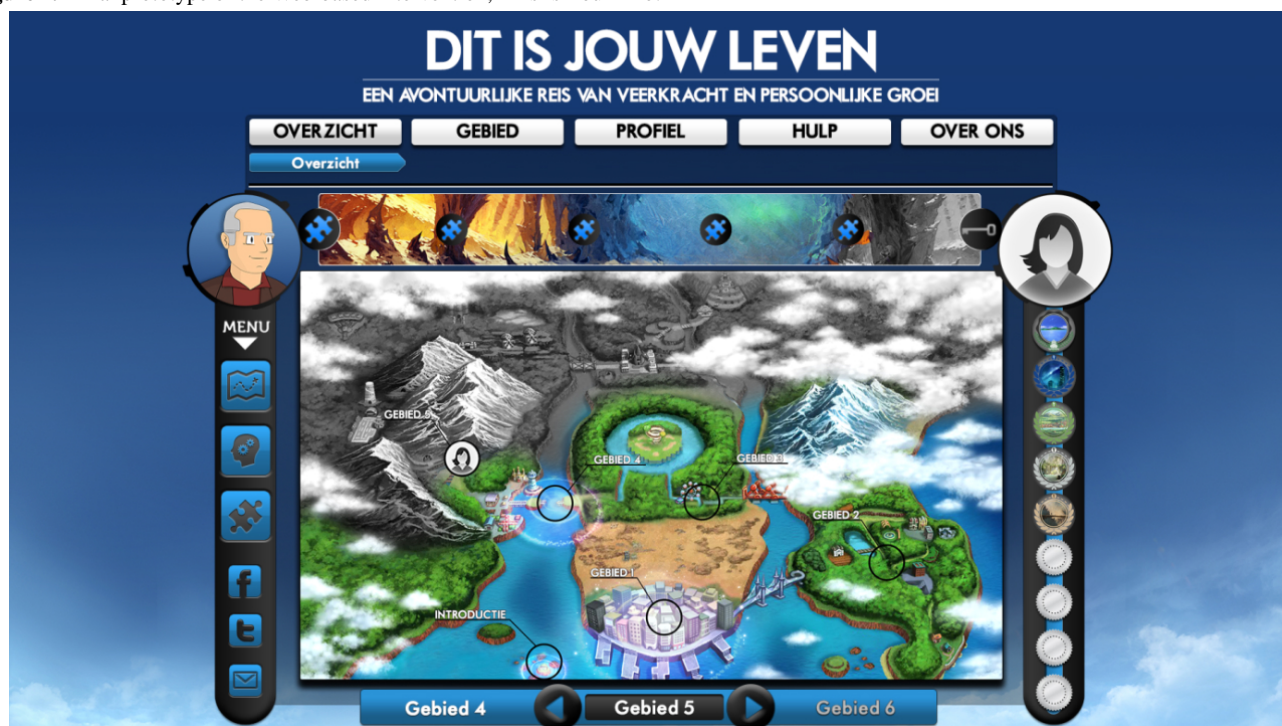 DIT IS JOUW LEVEN
EEN AVONTUURLIJKE REIS VAN VEERKRACHT EN PERSOONLIJKE GROEI
OVERZICHT
GEBIED
PROFIEL
HULP
OVER ONS
Overzicht
MENU
GEBIED 5
GEBIED 4
GEBIED
GEBIED 2
GEBIED 1
INTRODUCTIE
Gebied 4
Gebied 5
Gebied 6